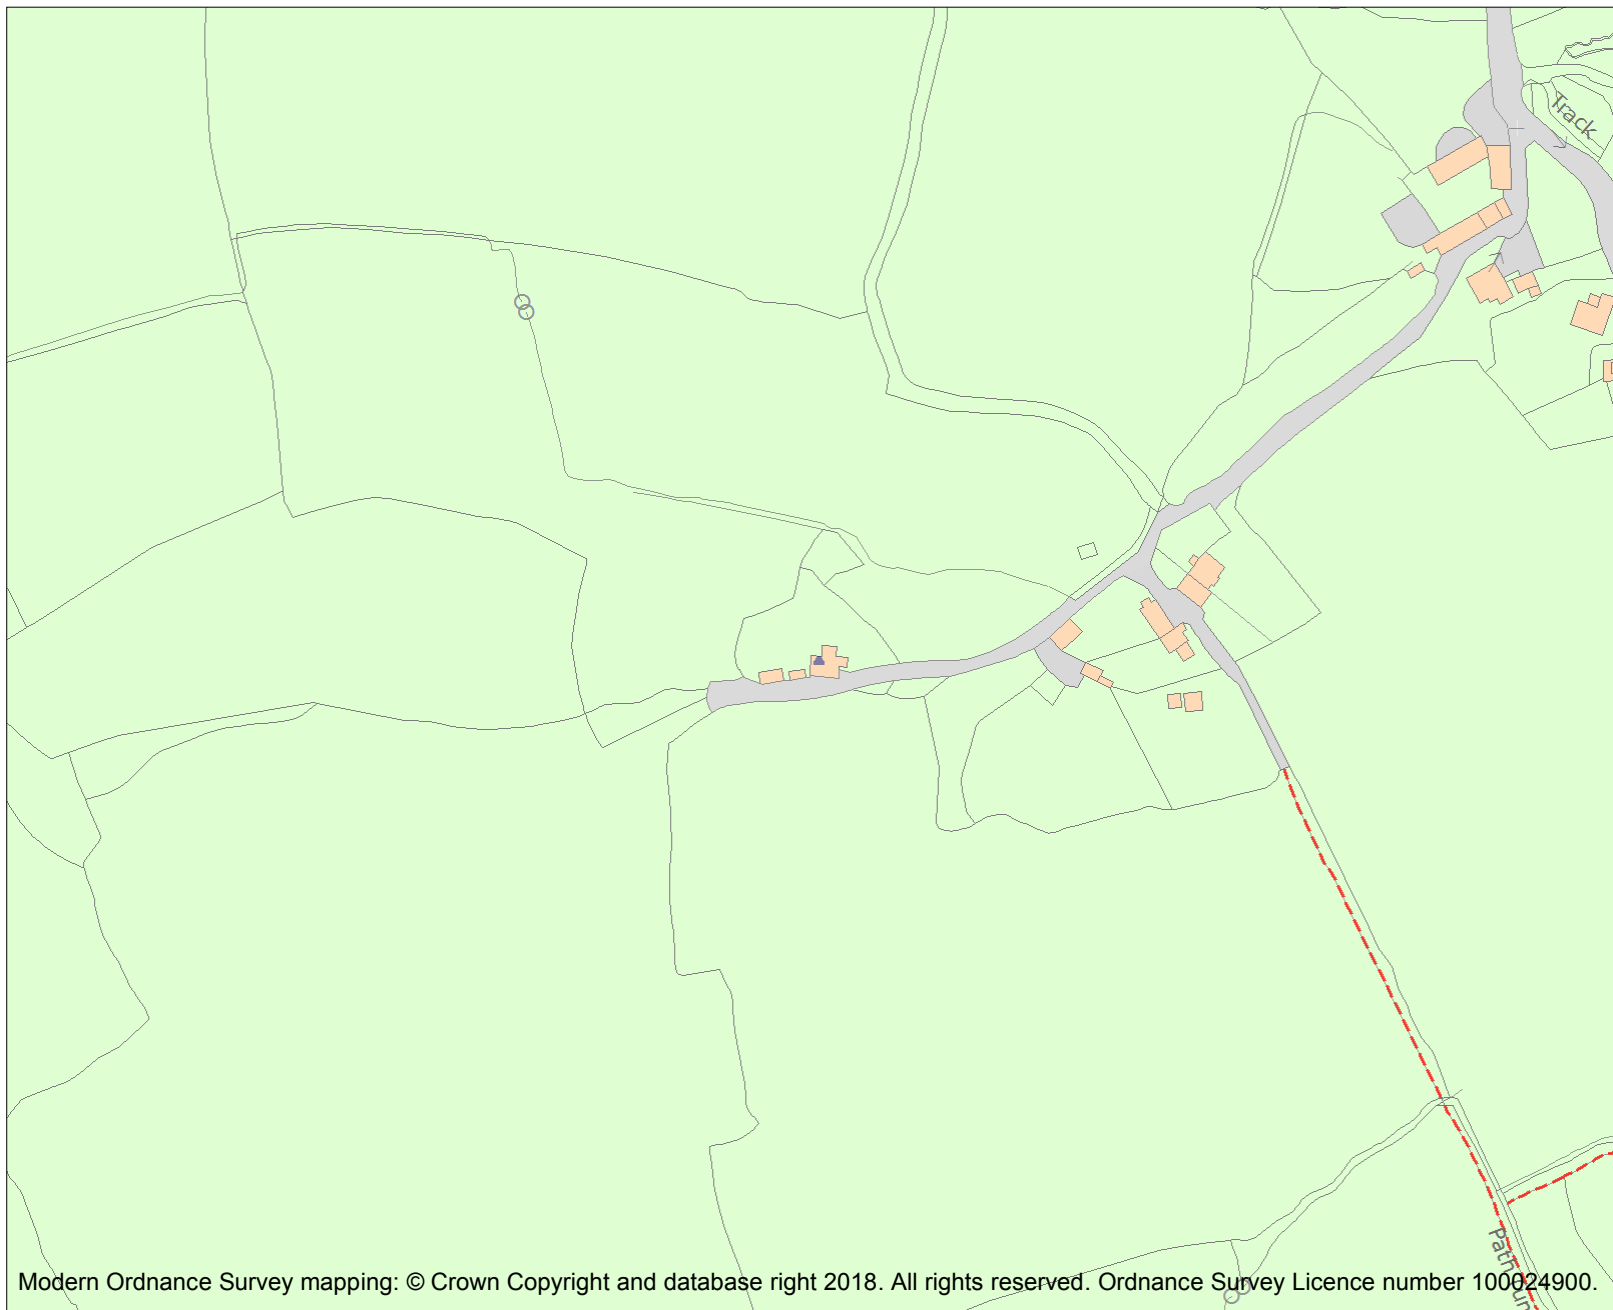 Track
Path
Modern Ordnance Survey mapping: © Crown Copyright and database right 2018. All rights reserved. Ordnance Survey Licence number 100024900.